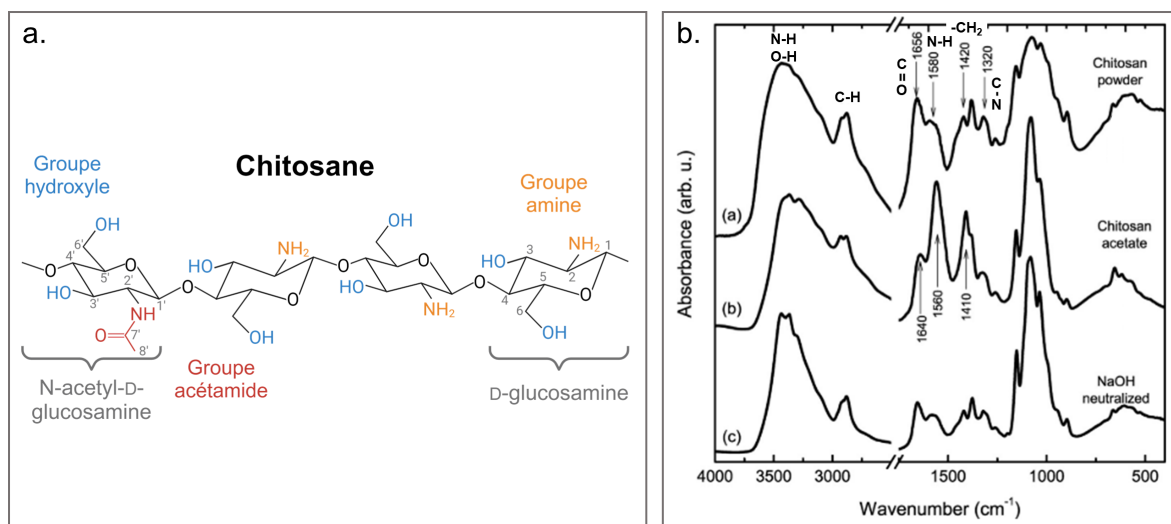 a.
Chitosane
Groupe
hydroxyle
Groupe
amine
OH
6'
4'
O
5'
O
HO
3'
2'
1'
NH
O
7'
8'
O
HO
NH₂
O
OH
O
OH
O
HO
NH₂
O
HO
3
NH₂
1
2
4
5
O
6
OH
Groupe
acétamide
N-acetyl-D-
glucosamine
D-glucosamine
b.
N-H
O-H
C-H
C=O
1656
N-H
1580
-CH₂
1420
1320
C-N
Chitosan
powder
(a)
Chitosan
acetate
(b)
1640
1560
1410
NaOH
neutralized
(c)
Absorbance (arb. u.)
4000 3500 3000 1500 1000 500
Wavenumber (cm⁻¹)